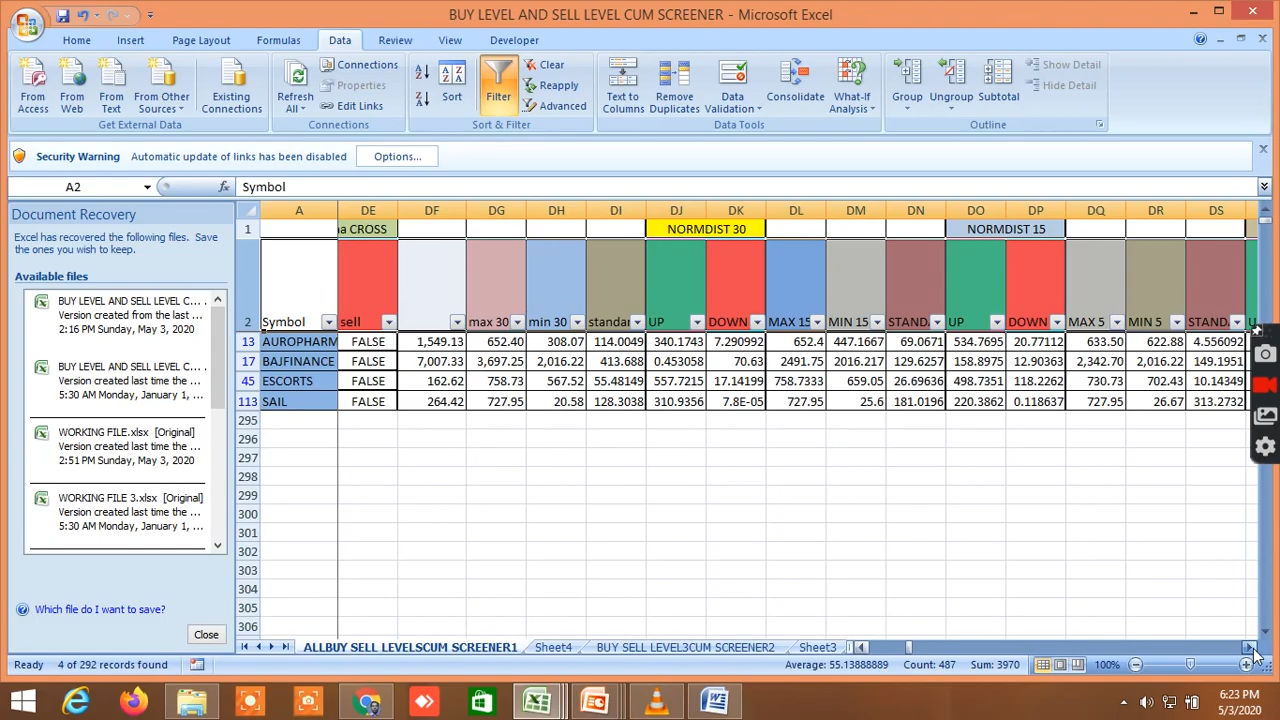 BUY LEVEL AND SELL LEVEL CUM SCREENER - Microsoft Excel
Home Insert Page Layout Formulas Data Review View Developer
From Access From Web From Text From Other Sources Existing Connections
Get External Data
Refresh All Connections Properties Edit Links
Connections
Sort Filter Clear Reapply Advanced
Sort & Filter
Text to Columns Remove Duplicates Data Validation Consolidate What-If Analysis
Data Tools
Group Ungroup Subtotal Show Detail Hide Detail
Outline
Security Warning Automatic update of links has been disabled Options...
A2 fx Symbol
Document Recovery
Excel has recovered the following files. Save the ones you wish to keep.
Available files
BUY LEVEL AND SELL LEVEL C...
Version created from the last ...
2:16 PM Sunday, May 3, 2020
BUY LEVEL AND SELL LEVEL C...
Version created last time the ...
5:30 AM Monday, January 1, ...
WORKING FILE.xlsx [Original]
Version created last time the ...
2:51 PM Sunday, May 3, 2020
WORKING FILE 3.xlsx [Original]
Version created last time the ...
5:30 AM Monday, January 1, ...
Which file do I want to save?
Close
A DE DF DG DH DI DJ DK DL DM DN DO DP DQ DR DS
1 CROSS NORMDIST 30 NORMDIST 15
2 Symbol sell max 30 min 30 standar UP DOWN MAX 15 MIN 15 STAND UP DOWN MAX 5 MIN 5 STAND U
13 AUROPHARM FALSE 1,549.13 652.40 308.07 114.0049 340.1743 7.290992 652.4 447.1667 69.0671 534.7695 20.77112 633.50 622.88 4.556092
17 BAJFINANCE FALSE 7,007.33 3,697.25 2,016.22 413.688 0.453058 70.63 2491.75 2016.217 129.6257 158.8975 12.90363 2,342.70 2,016.22 149.1951
45 ESCORTS FALSE 162.62 758.73 567.52 55.48149 557.7215 17.14199 758.7333 659.05 26.69636 498.7351 118.2262 730.73 702.43 10.14349
113 SAIL FALSE 264.42 727.95 20.58 128.3038 310.9356 7.8E-05 727.95 25.6 181.0196 220.3862 0.118637 727.95 26.67 313.2732
295
296
297
298
299
300
301
302
303
304
305
306
ALLBUY SELL LEVELSCUM SCREENER1 Sheet4 BUY SELL LEVEL3CUM SCREENER2 Sheet3
Ready 4 of 292 records found Average: 55.13888889 Count: 487 Sum: 3970 100%
6:23 PM
5/3/2020